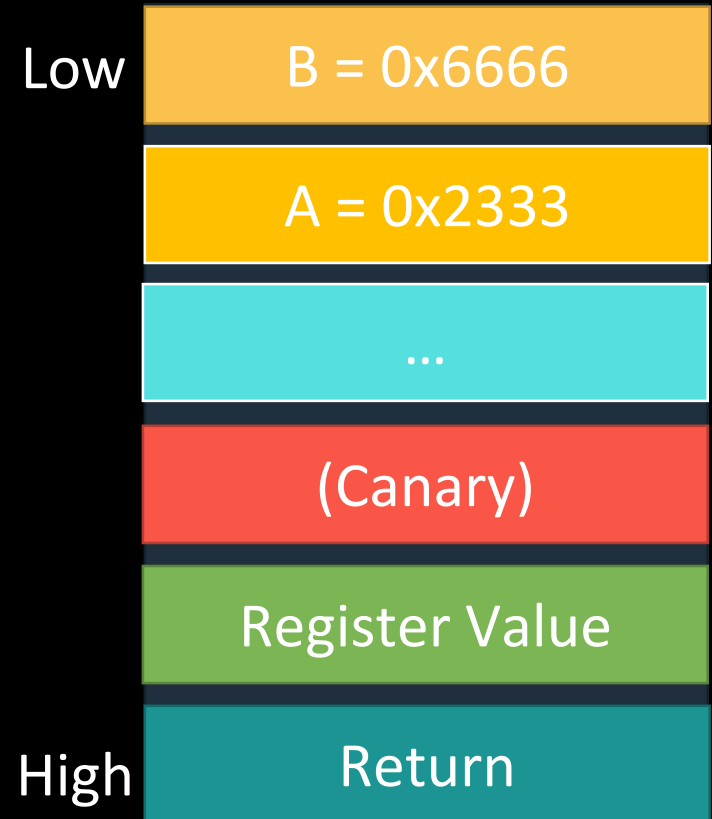 Low
B = 0x6666
A = 0x2333
...
(Canary)
Register Value
High
Return